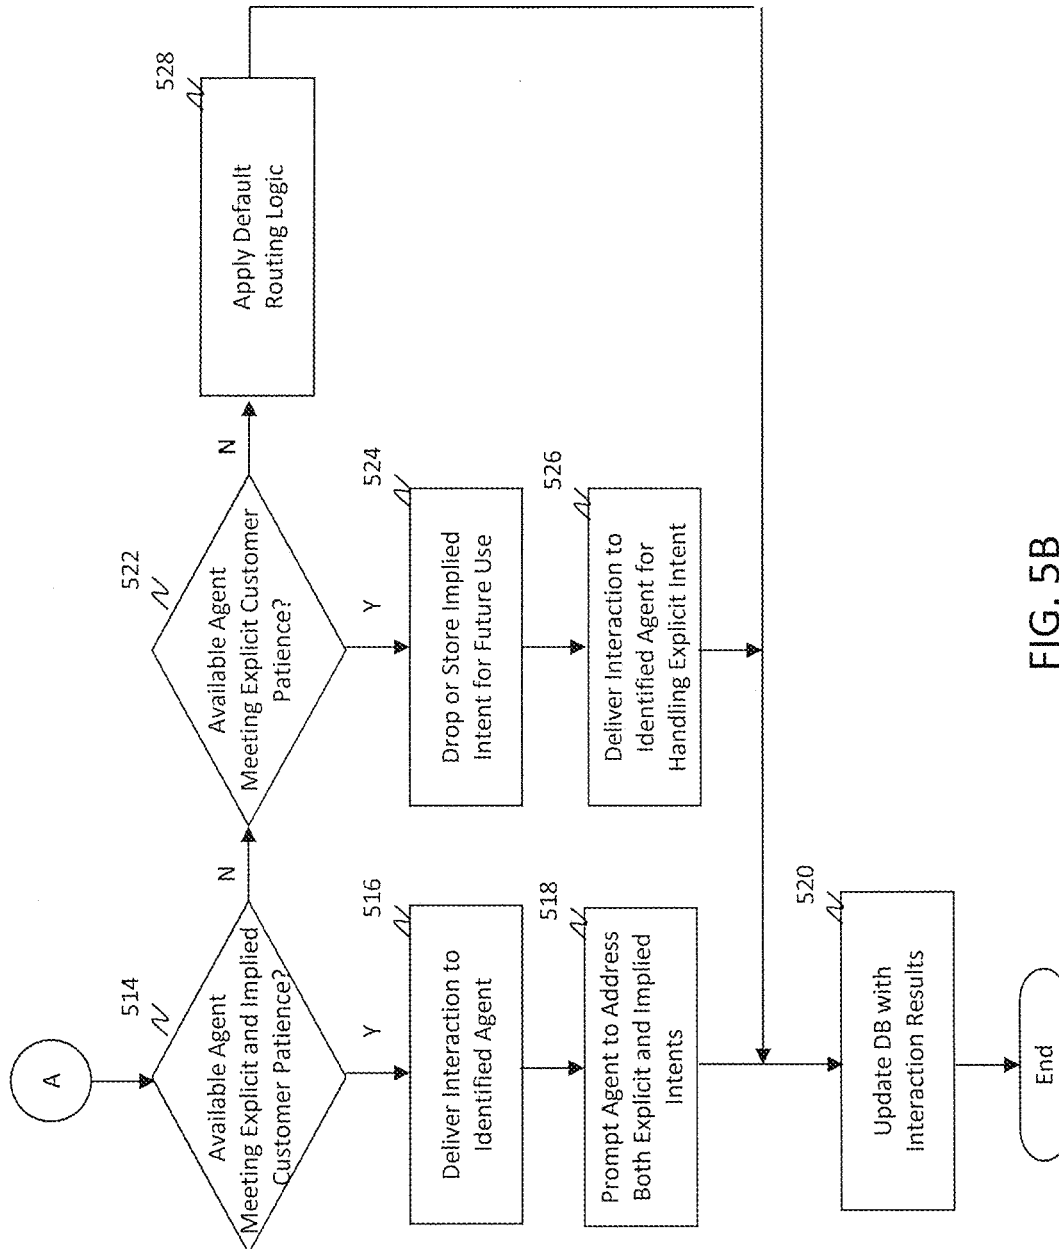 A
514
Available Agent
Meeting Explicit and Implied
Customer Patience?
N
Y
516
Deliver Interaction to
Identified Agent
518
Prompt Agent to Address
Both Explicit and Implied
Intents
520
Update DB with
Interaction Results
End
522
Available Agent
Meeting Explicit Customer
Patience?
N
Y
524
Drop or Store Implied
Intent for Future Use
526
Deliver Interaction to
Identified Agent for
Handling Explicit Intent
528
Apply Default
Routing Logic
FIG. 5B